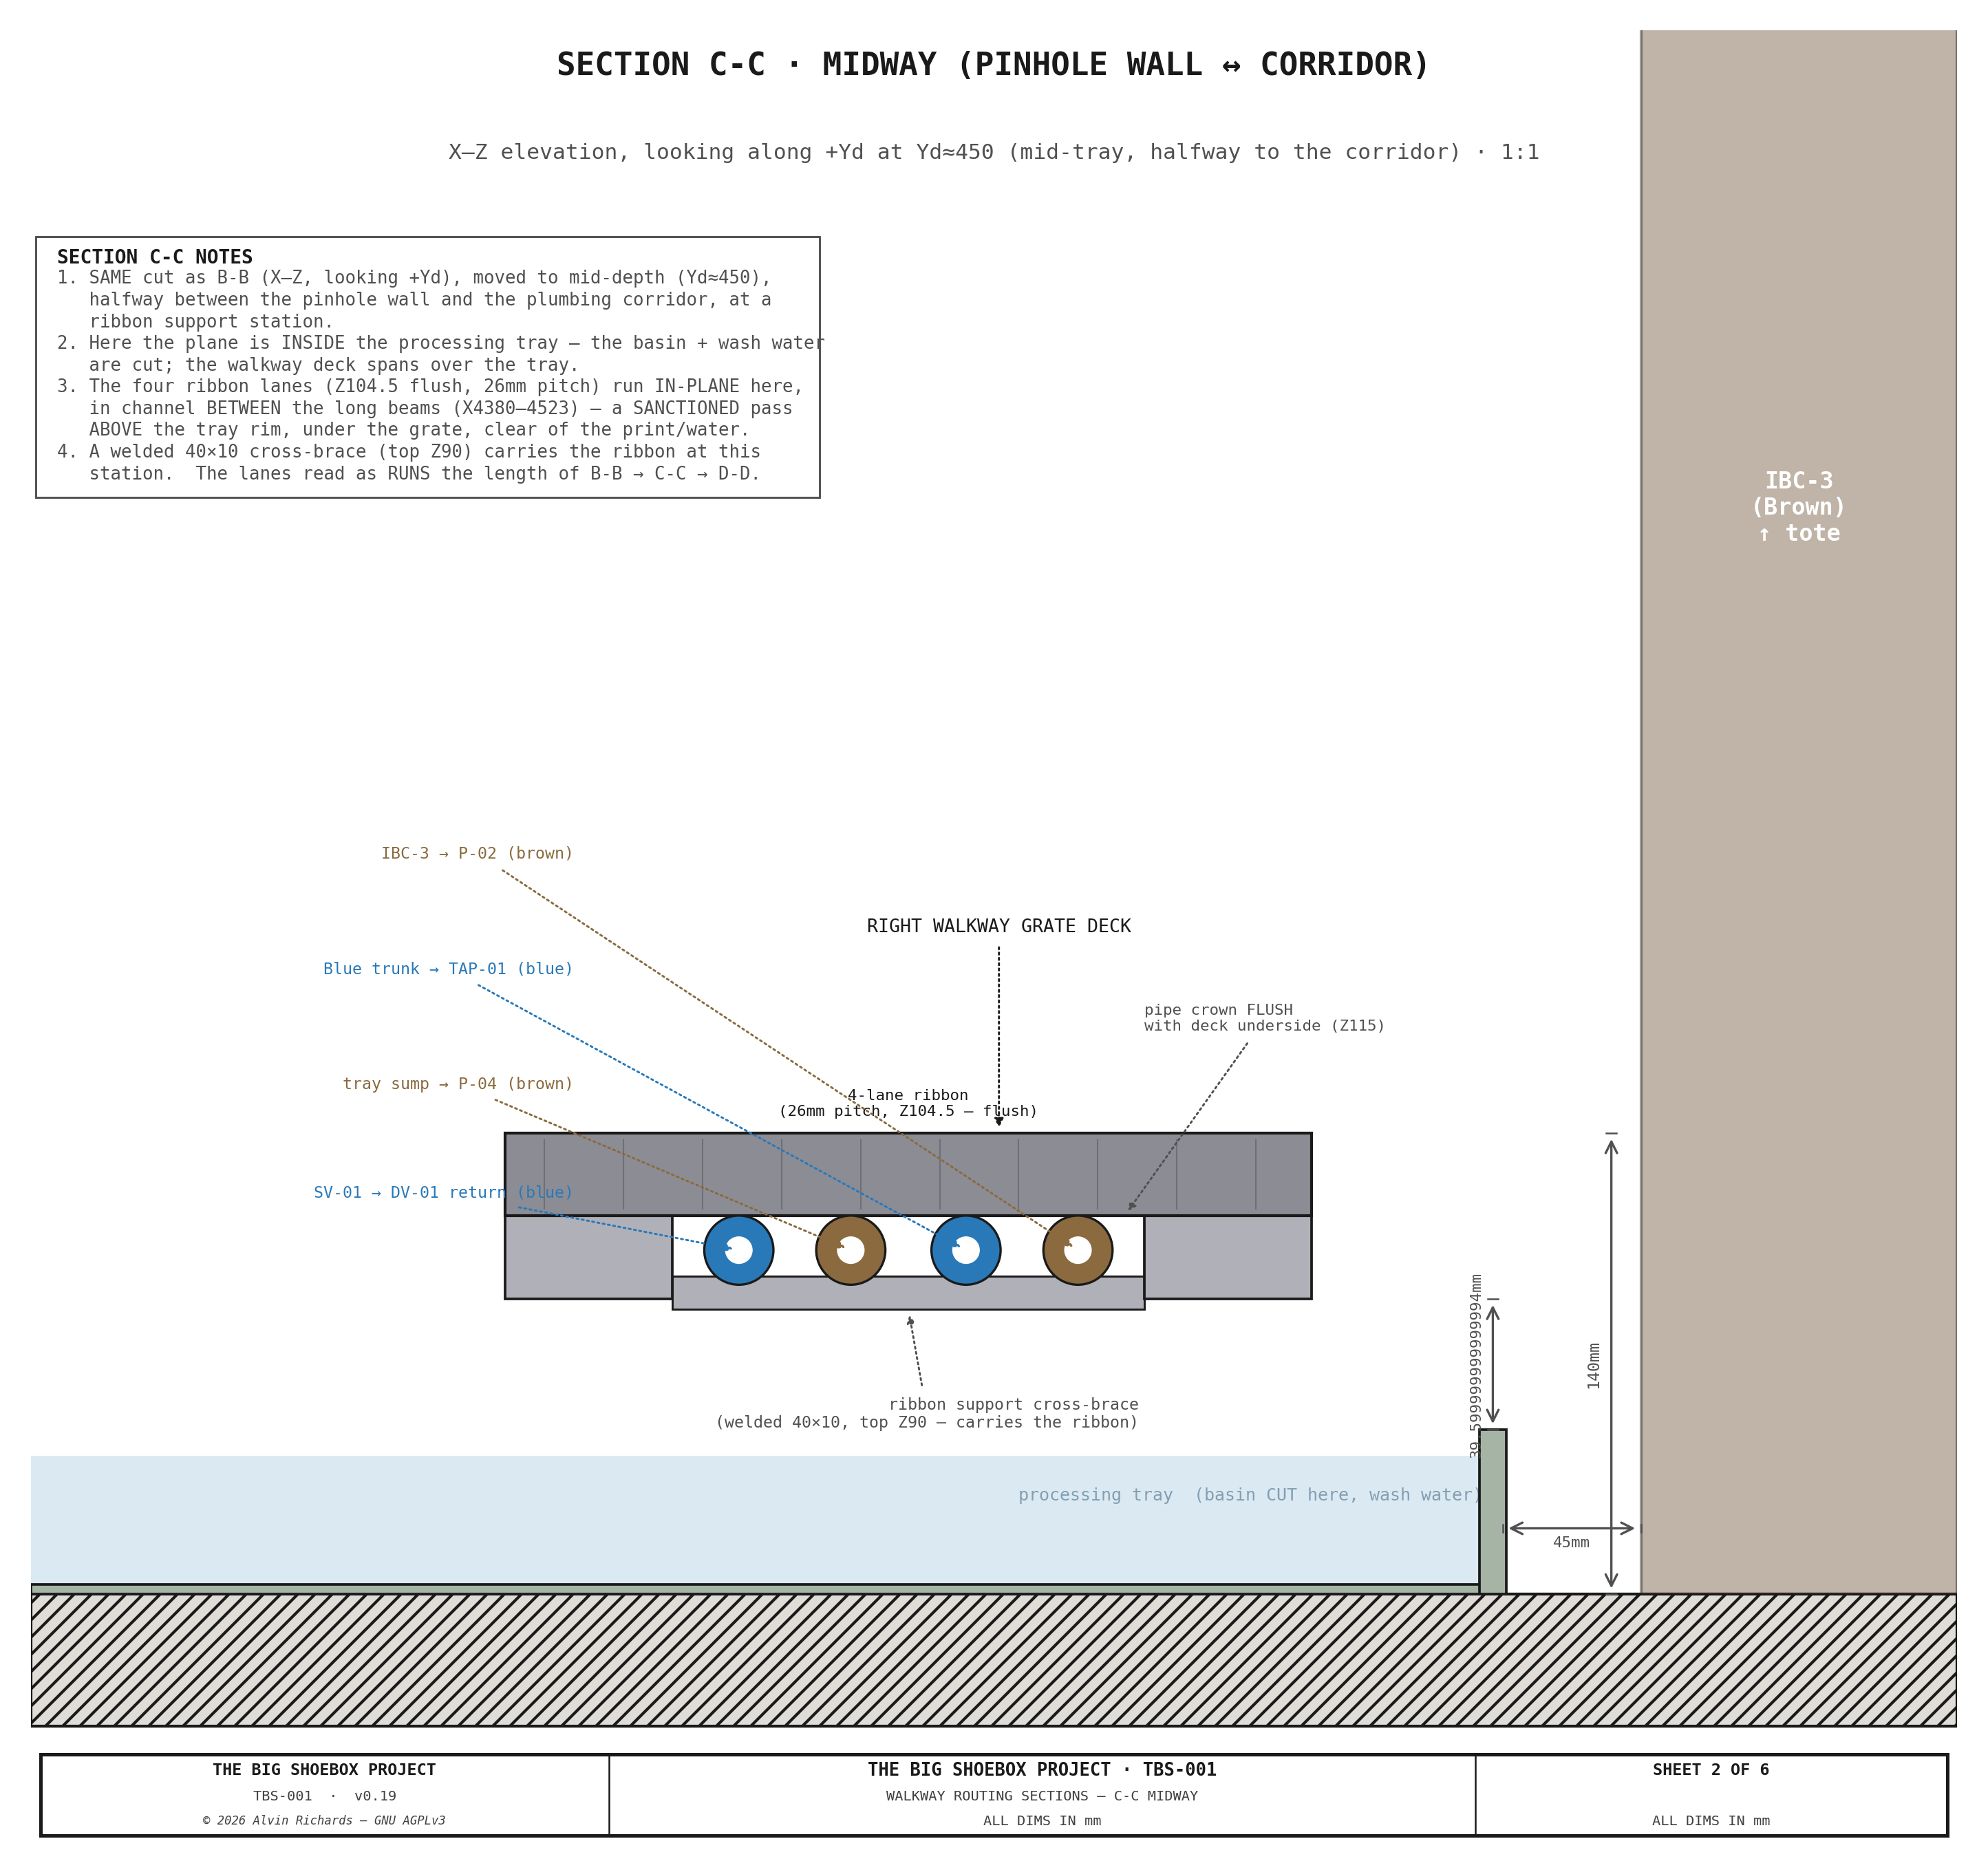 SECTION C-C · MIDWAY (PINHOLE WALL ↔ CORRIDOR)
X–Z elevation, looking along +Yd at Yd≈450 (mid-tray, halfway to the corridor) · 1:1
SECTION C-C NOTES
1. SAME cut as B-B (X–Z, looking +Yd), moved to mid-depth (Yd≈450),
halfway between the pinhole wall and the plumbing corridor, at a
ribbon support station.
2. Here the plane is INSIDE the processing tray — the basin + wash water
are cut; the walkway deck spans over the tray.
3. The four ribbon lanes (Z104.5 flush, 26mm pitch) run IN-PLANE here,
in channel BETWEEN the long beams (X4380–4523) — a SANCTIONED pass
ABOVE the tray rim, under the grate, clear of the print/water.
4. A welded 40×10 cross-brace (top Z90) carries the ribbon at this
station.  The lanes read as RUNS the length of B-B → C-C → D-D.
IBC-3
(Brown)
↑ tote
IBC-3 → P-02 (brown)
RIGHT WALKWAY GRATE DECK
Blue trunk → TAP-01 (blue)
pipe crown FLUSH
with deck underside (Z115)
tray sump → P-04 (brown)
4-lane ribbon
(26mm pitch, Z104.5 — flush)
SV-01 → DV-01 return (blue)
140mm
ribbon support cross-brace
(welded 40×10, top Z90 — carries the ribbon)
processing tray  (basin CUT here, wash water)
45mm
THE BIG SHOEBOX PROJECT
TBS-001  ·  v0.19
© 2026 Alvin Richards — GNU AGPLv3
THE BIG SHOEBOX PROJECT · TBS-001
WALKWAY ROUTING SECTIONS — C-C MIDWAY
ALL DIMS IN mm
SHEET 2 OF 6
ALL DIMS IN mm